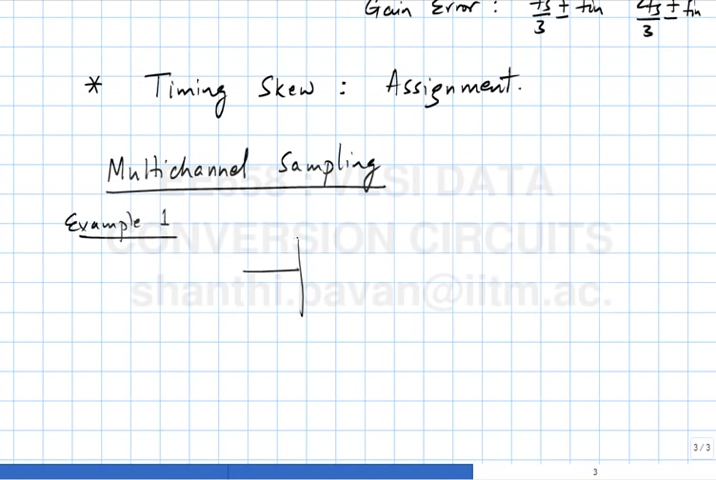 Gain Error : fs/3 ± fin 2fs/3 ± fin
* Timing Skew : Assignment.
Multichannel Sampling
Example 1
VLSI DATA
CONVERSION CIRCUITS
shanthi.pavan@iitm.ac.
3/3
3